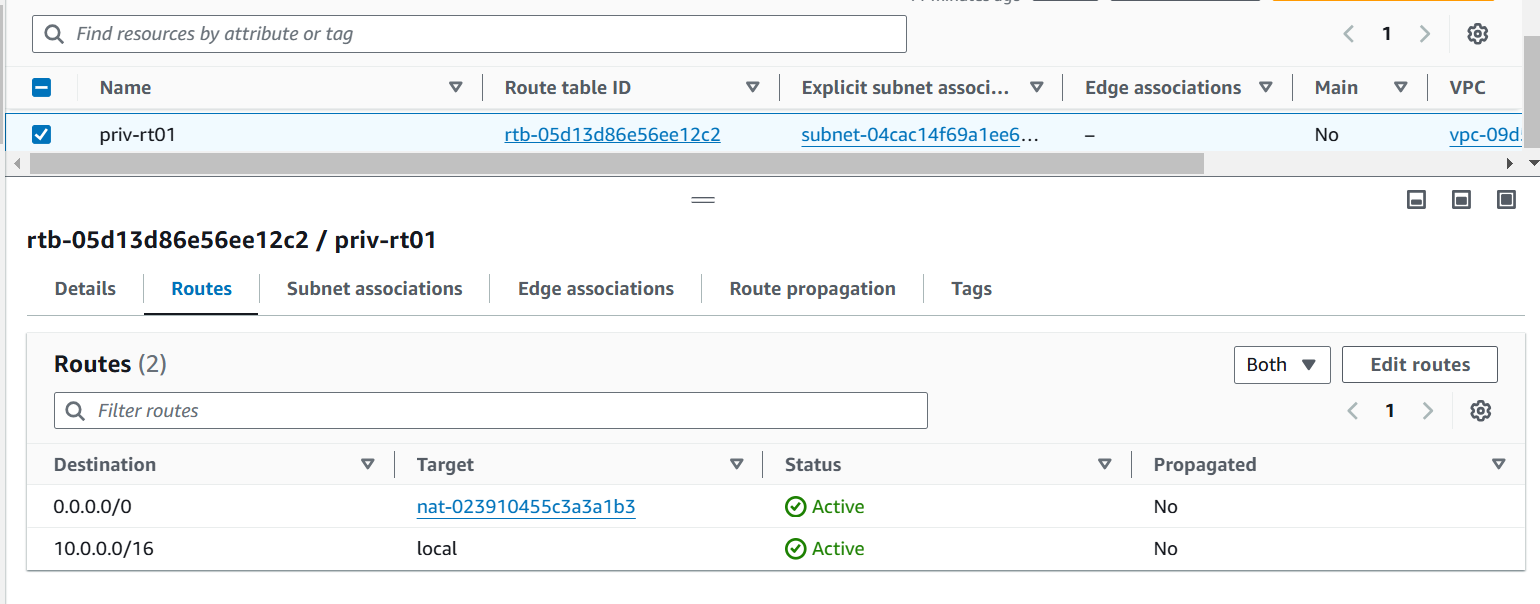 Find resources by attribute or tag
1
Name Route table ID Explicit subnet associ... Edge associations Main VPC
priv-rt01 rtb-05d13d86e56ee12c2 subnet-04cac14f69a1ee6... – No
rtb-05d13d86e56ee12c2 / priv-rt01
Details Routes Subnet associations Edge associations Route propagation Tags
Routes (2) Both Edit routes
Filter routes 1
Destination Target Status Propagated
0.0.0.0/0 nat-023910455c3a3a1b3 Active No
10.0.0.0/16 local Active No